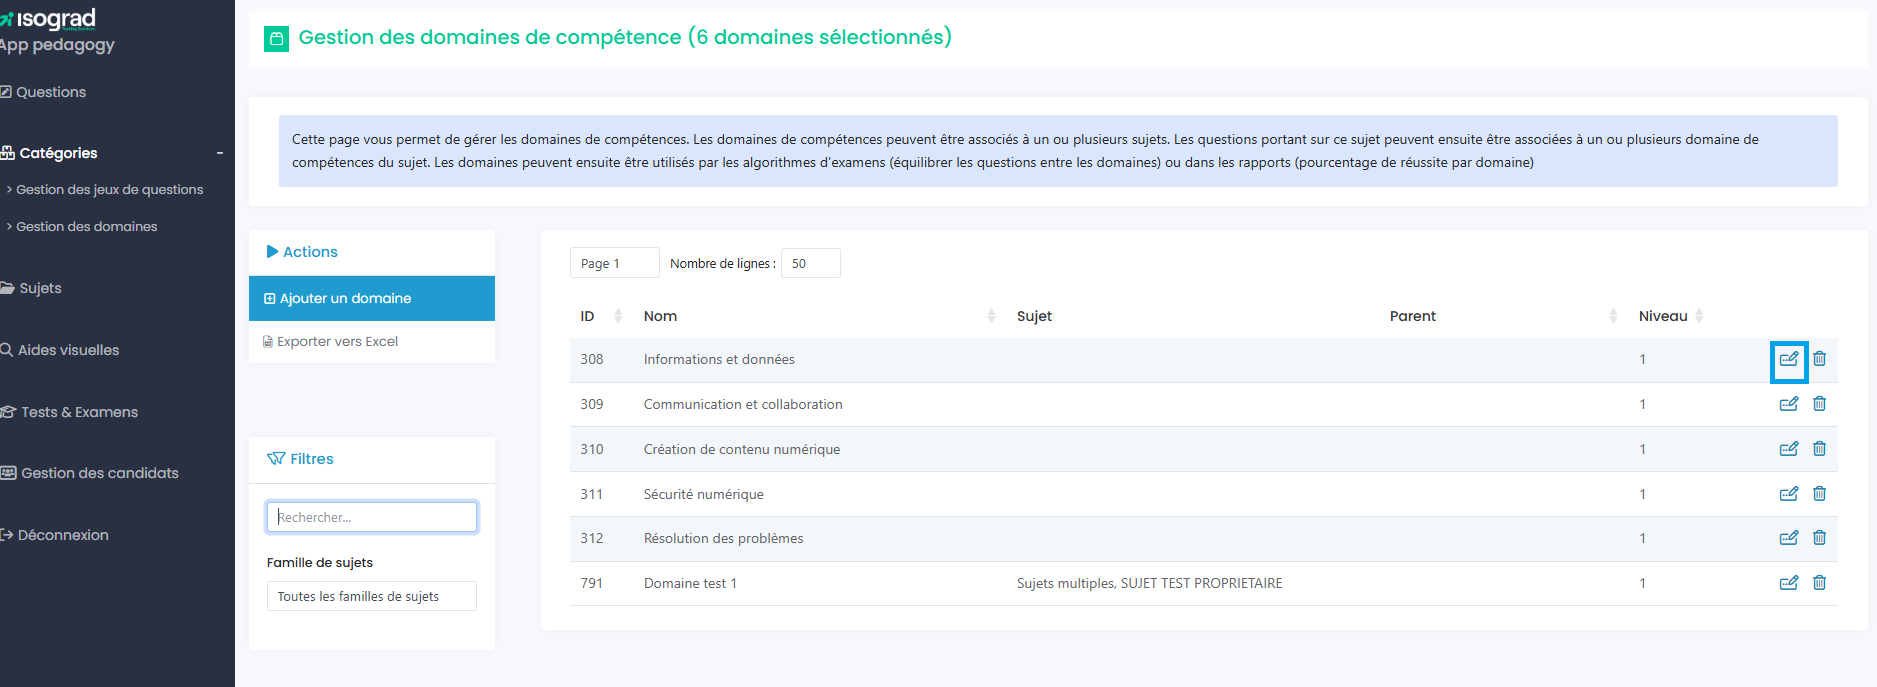 isograd
App pedagogy
Questions
Catégories
> Gestion des jeux de questions
> Gestion des domaines
Sujets
Aides visuelles
Tests & Examens
Gestion des candidats
Déconnexion
Gestion des domaines de compétence (6 domaines sélectionnés)
Cette page vous permet de gérer les domaines de compétences. Les domaines de compétences peuvent être associés à un ou plusieurs sujets. Les questions portant sur ce sujet peuvent ensuite être associées à un ou plusieurs domaine de
compétences du sujet. Les domaines peuvent ensuite être utilisés par les algorithmes d'examens (équilibrer les questions entre les domaines) ou dans les rapports (pourcentage de réussite par domaine)
Actions
Ajouter un domaine
Exporter vers Excel
Filtres
Rechercher...
Famille de sujets
Toutes les familles de sujets
Page 1 Nombre de lignes : 50
ID Nom Sujet Parent Niveau
308 Informations et données 1
309 Communication et collaboration 1
310 Création de contenu numérique 1
311 Sécurité numérique 1
312 Résolution des problèmes 1
791 Domaine test 1 Sujets multiples, SUJET TEST PROPRIETAIRE 1